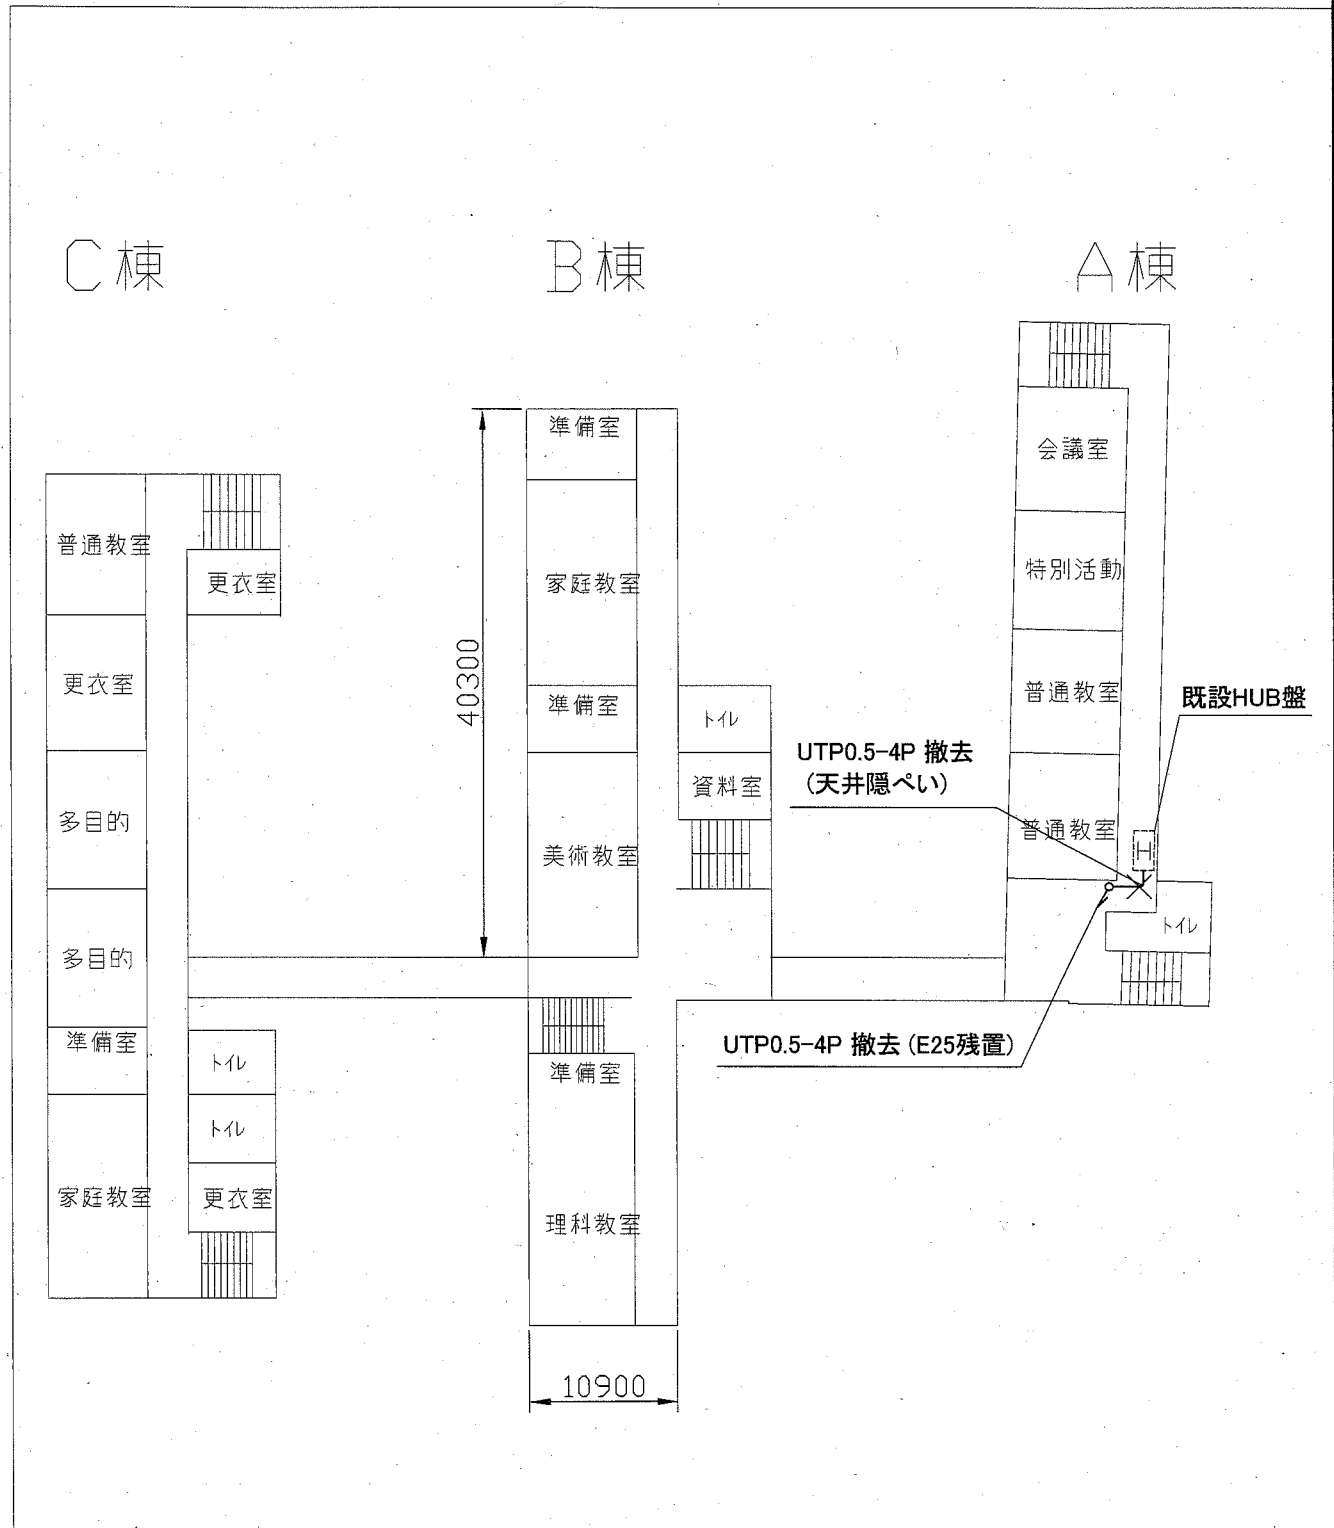 C棟
B棟
A棟
普通教室
更衣室
更衣室
多目的
多目的
準備室
トイレ
トイレ
家庭教室
更衣室
準備室
家庭教室
40300
準備室
トイレ
資料室
美術教室
準備室
理科教室
10900
会議室
特別活動
普通教室
既設HUB盤
UTP0.5-4P 撤去
(天井隠ぺい)
普通教室
H
トイレ
UTP0.5-4P 撤去 (E25残置)